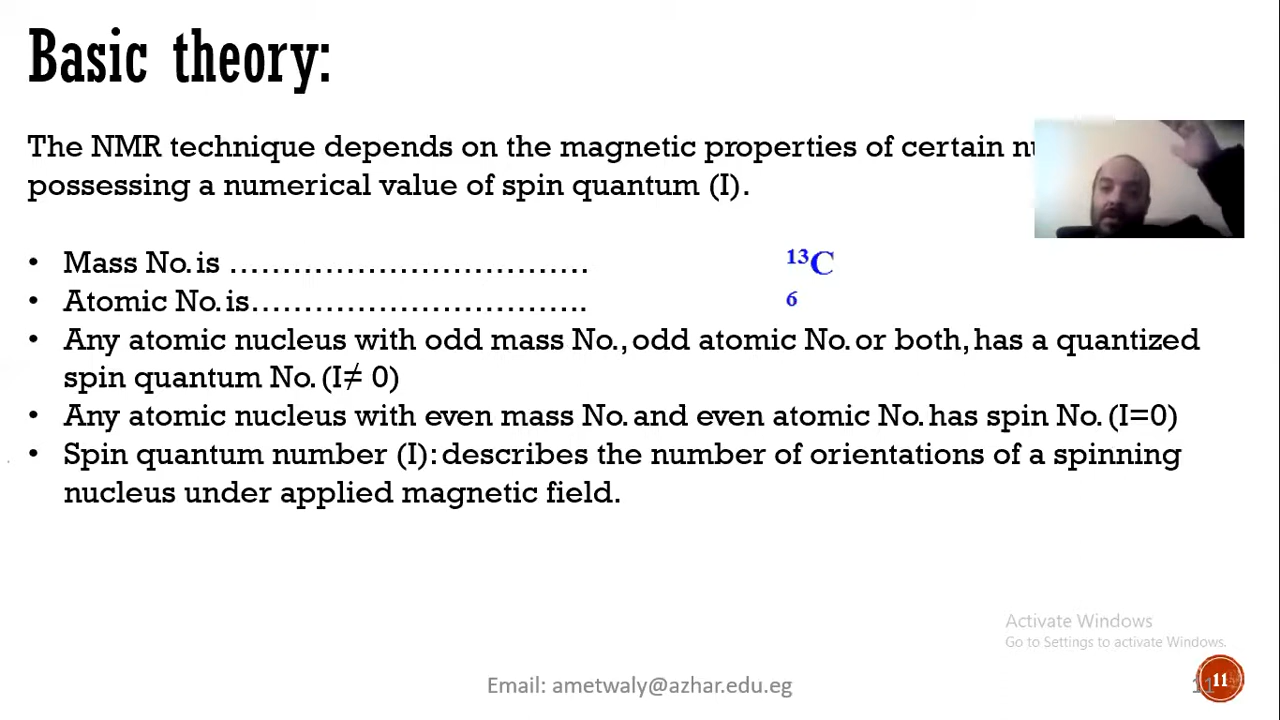 Basic theory:
The NMR technique depends on the magnetic properties of certain
possessing a numerical value of spin quantum (I).
• Mass No. is ………………………………. 13C
• Atomic No. is………………………….. 6
• Any atomic nucleus with odd mass No., odd atomic No. or both, has a quantized
spin quantum No. (I≠ 0)
• Any atomic nucleus with even mass No. and even atomic No. has spin No. (I=0)
• Spin quantum number (I): describes the number of orientations of a spinning
nucleus under applied magnetic field.
Activate Windows
Go to Settings to activate Windows.
Email: ametwaly@azhar.edu.eg
11 11